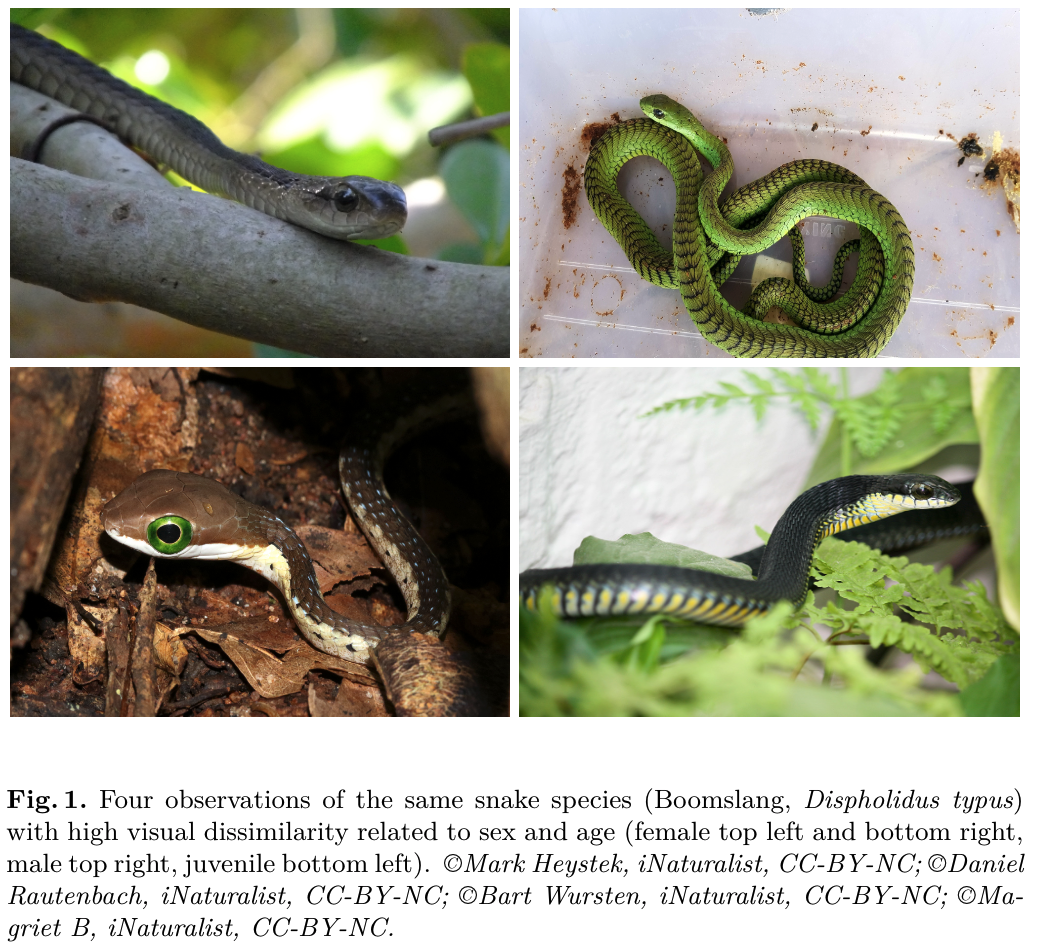 Fig. 1. Four observations of the same snake species (Boomslang, Dispholidus typus)
with high visual dissimilarity related to sex and age (female top left and bottom right,
male top right, juvenile bottom left). ©Mark Heystek, iNaturalist, CC-BY-NC; ©Daniel
Rautenbach, iNaturalist, CC-BY-NC; ©Bart Wursten, iNaturalist, CC-BY-NC; ©Ma-
griet B, iNaturalist, CC-BY-NC.